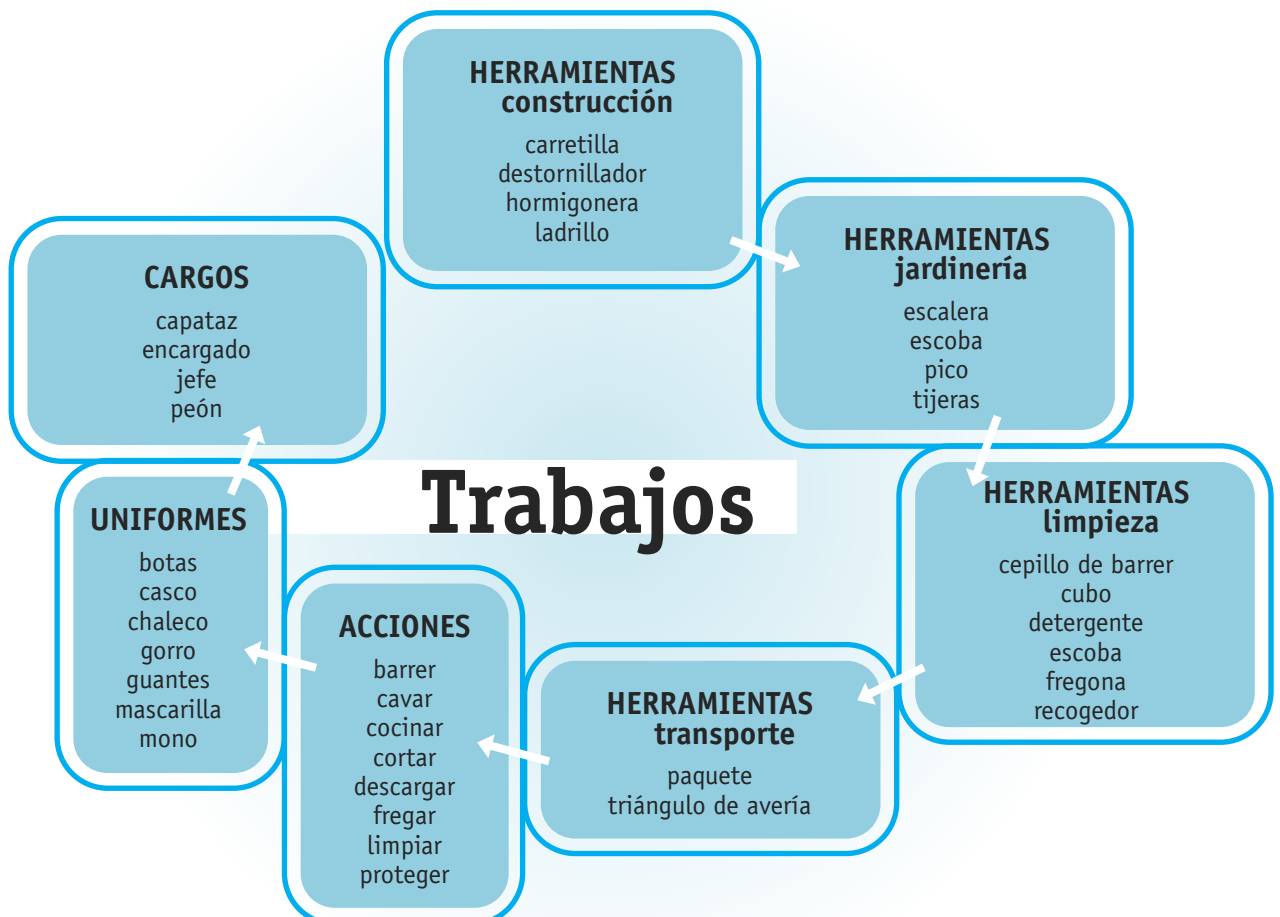 HERRAMIENTAS
construcción
carretilla
destornillador
hormigonera
ladrillo
HERRAMIENTAS
jardinería
escalera
escoba
pico
tijeras
HERRAMIENTAS
limpieza
cepillo de barrer
cubo
detergente
escoba
fregona
recogedor
HERRAMIENTAS
transporte
paquete
triángulo de avería
ACCIONES
barrer
cavar
cocinar
cortar
descargar
fregar
limpiar
proteger
UNIFORMES
botas
casco
chaleco
gorro
guantes
mascarilla
mono
CARGOS
capataz
encargado
jefe
peón
Trabajos